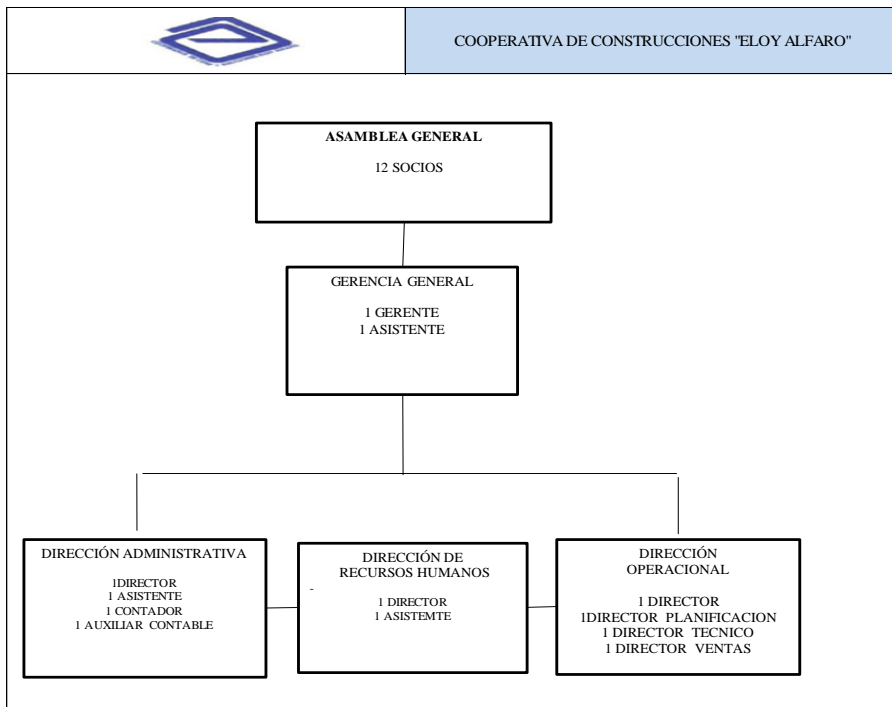 COOPERATIVA DE CONSTRUCCIONES "ELOY ALFARO"
ASAMBLEA GENERAL
12 SOCIOS
GERENCIA GENERAL
1 GERENTE
1 ASISTENTE
DIRECCIÓN ADMINISTRATIVA
1DIRECTOR
1 ASISTENTE
1 CONTADOR
1 AUXILIAR CONTABLE
DIRECCIÓN DE
RECURSOS HUMANOS
-
1 DIRECTOR
1 ASISTEMTE
DIRECCIÓN
OPERACIONAL
1 DIRECTOR
1DIRECTOR PLANIFICACION
1 DIRECTOR TECNICO
1 DIRECTOR VENTAS